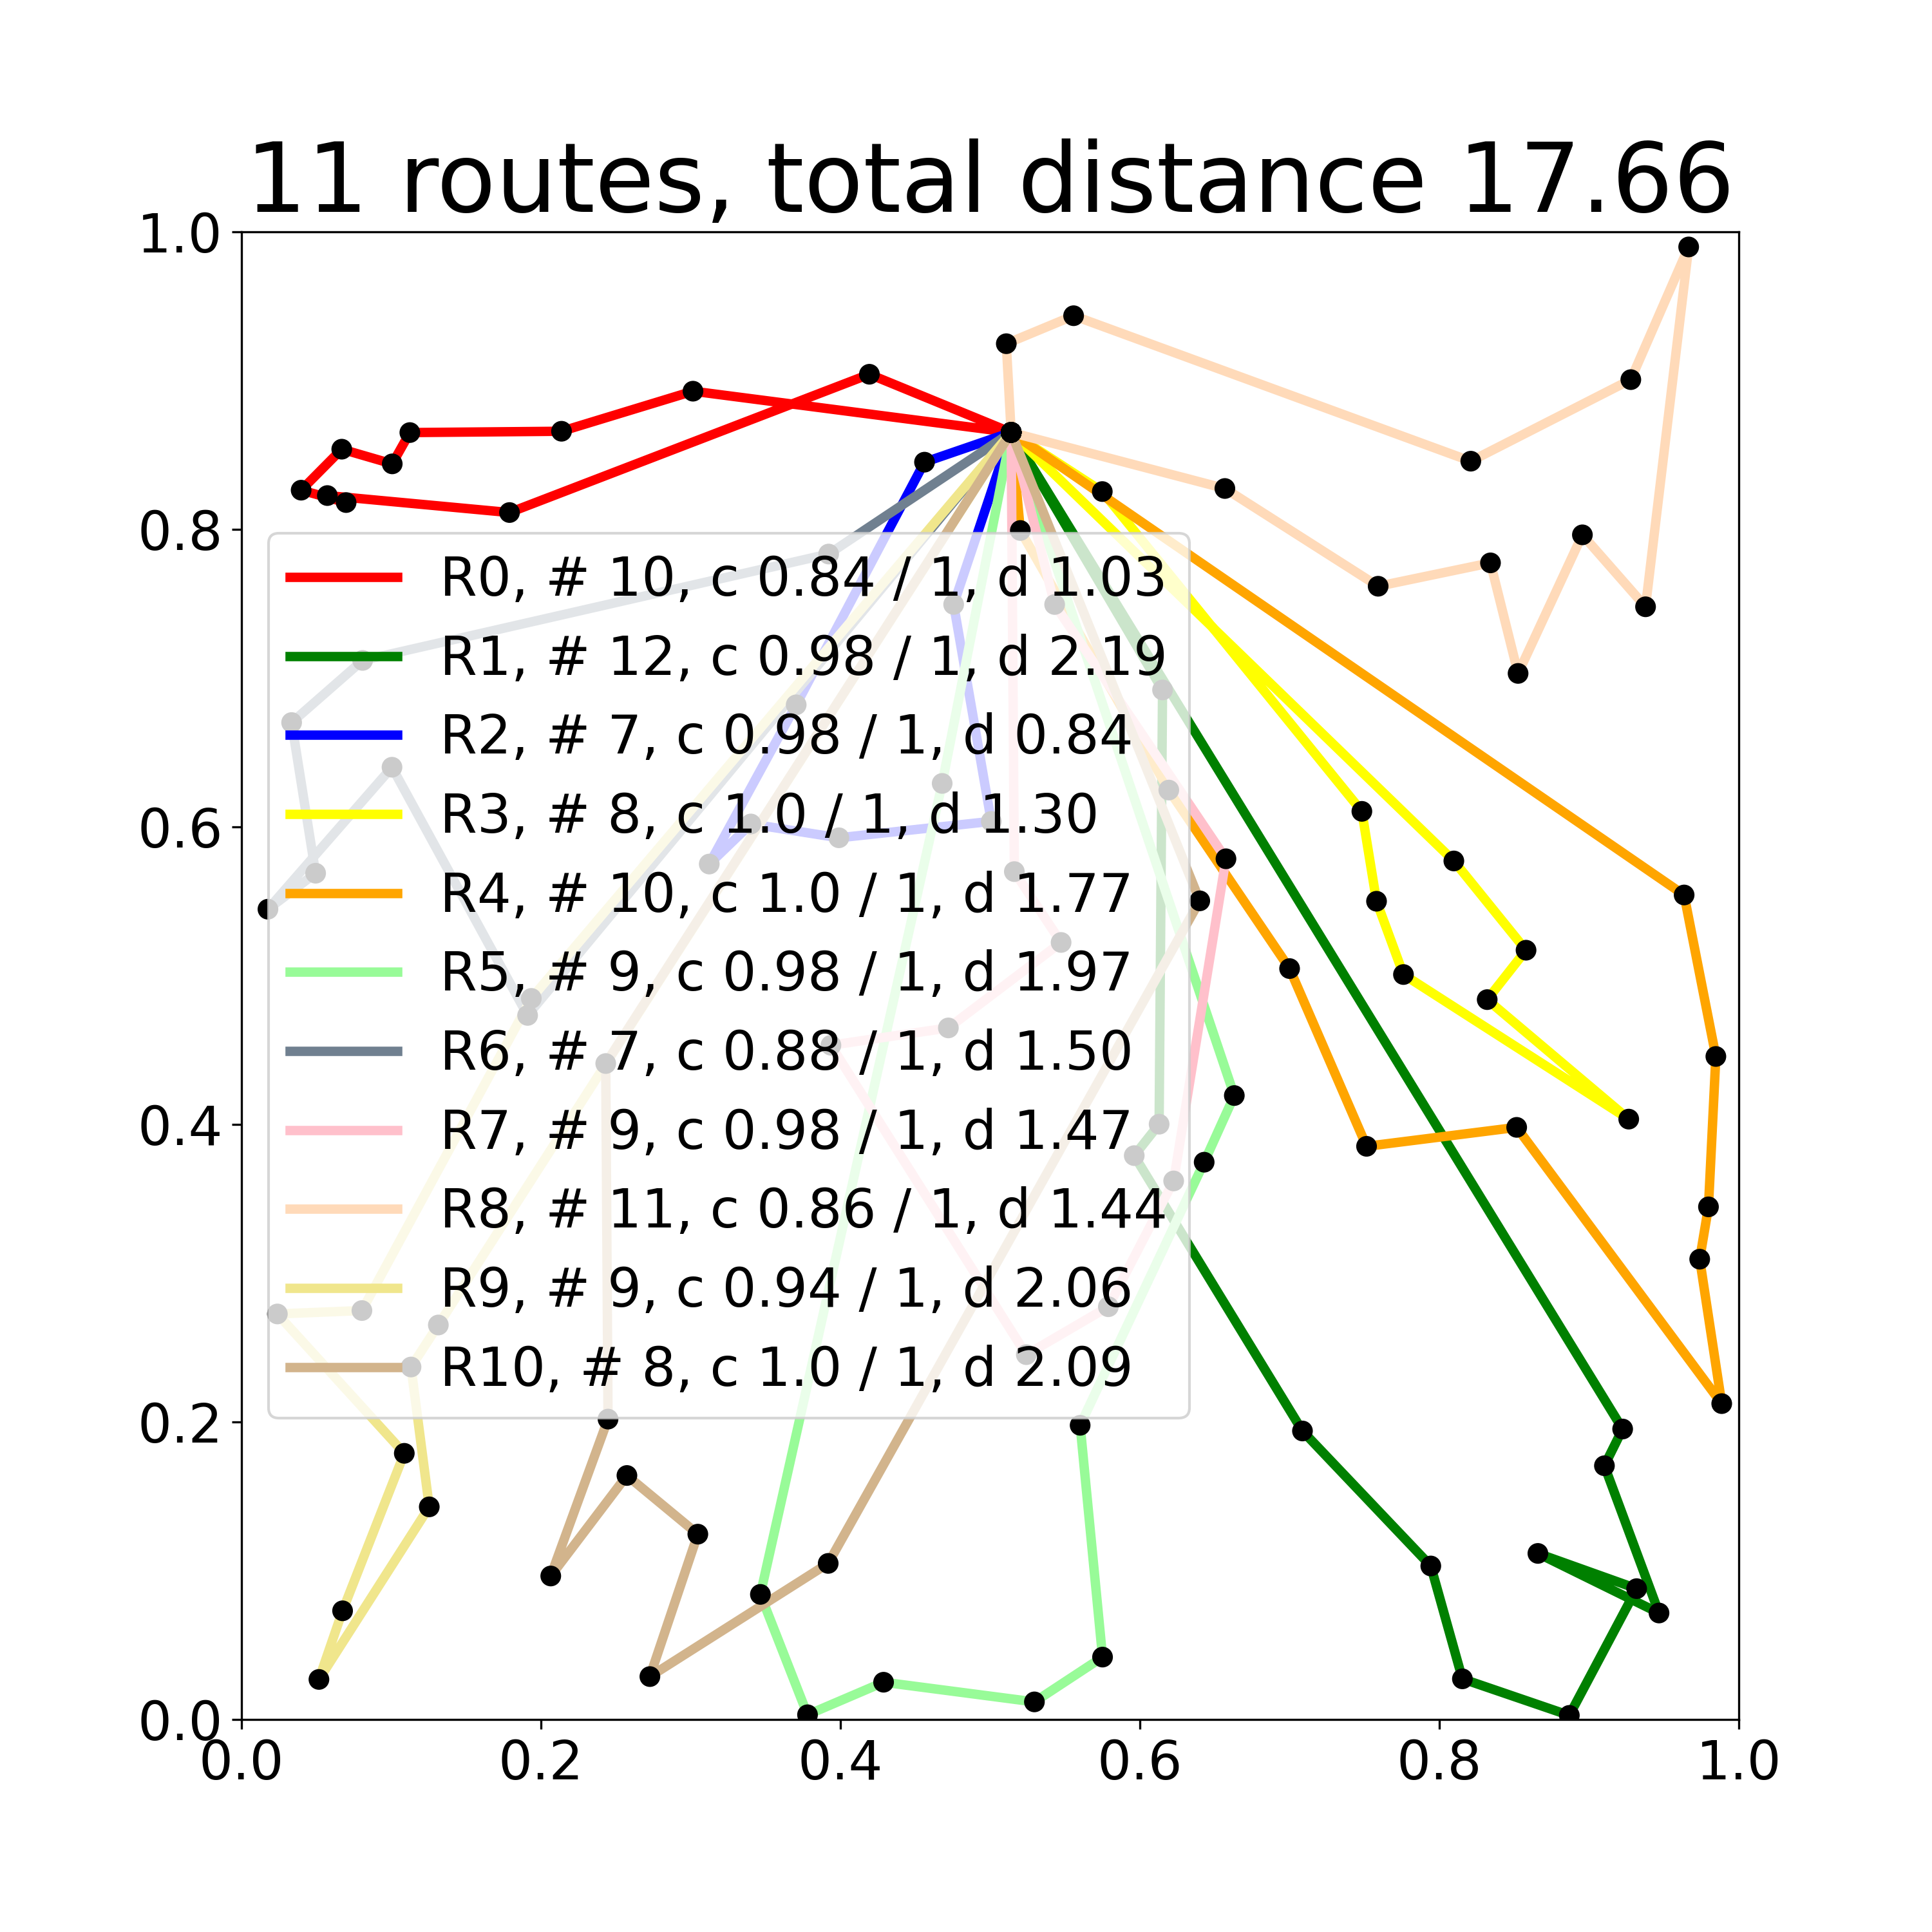 11 routes, total distance 17.66
1.0
0.8
0.6
0.4
0.2
0.0
R0, # 10, c 0.84 / 1, d 1.03
R1, # 12, c 0.98 / 1, d 2.19
R2, # 7, c 0.98 / 1, d 0.84
R3, # 8, c 1.0 / 1, d 1.30
R4, # 10, c 1.0 / 1, d 1.77
R5, # 9, c 0.98 / 1, d 1.97
R6, # 7, c 0.88 / 1, d 1.50
R7, # 9, c 0.98 / 1, d 1.47
R8, # 11, c 0.86 / 1, d 1.44
R9, # 9, c 0.94 / 1, d 2.06
R10, # 8, c 1.0 / 1, d 2.09
0.0 0.2 0.4 0.6 0.8 1.0